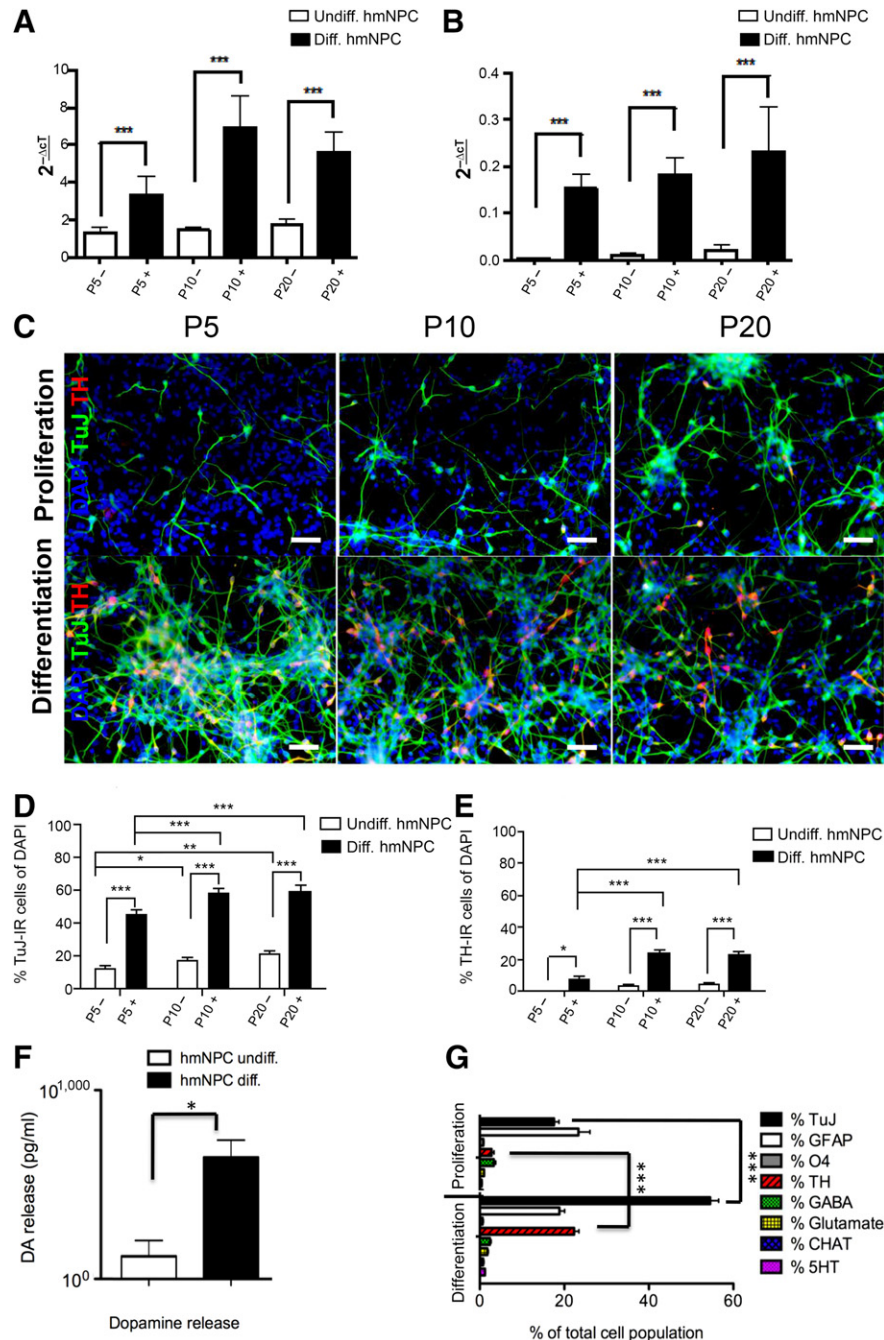 A
Undiff. hmNPC
Diff. hmNPC
2–ΔcT
10
8
6
4
2
0
***
***
***
P5 –
P5 +
P10 –
P10 +
P20 –
P20 +
B
Undiff. hmNPC
Diff. hmNPC
2–ΔcT
0.4
0.3
0.2
0.1
0.0
***
***
***
P5 –
P5 +
P10 –
P10 +
P20 –
P20 +
C
P5
P10
P20
Proliferation
DAPI TuJ TH
Differentiation
DAPI TuJ TH
D
Undiff. hmNPC
Diff. hmNPC
% TuJ-IR cells of DAPI
100
80
60
40
20
0
***
***
**
*
***
***
***
P5 –
P5 +
P10 –
P10 +
P20 –
P20 +
E
Undiff. hmNPC
Diff. hmNPC
% TH-IR cells of DAPI
100
80
60
40
20
0
***
***
*
***
***
P5 –
P5 +
P10 –
P10 +
P20 –
P20 +
F
hmNPC undiff.
hmNPC diff.
DA release (pg/ml)
10 1,000
10 0
*
Dopamine release
G
Proliferation
Differentiation
***
***
0
20
40
60
% of total cell population
% TuJ
% GFAP
% O4
% TH
% GABA
% Glutamate
% CHAT
% 5HT